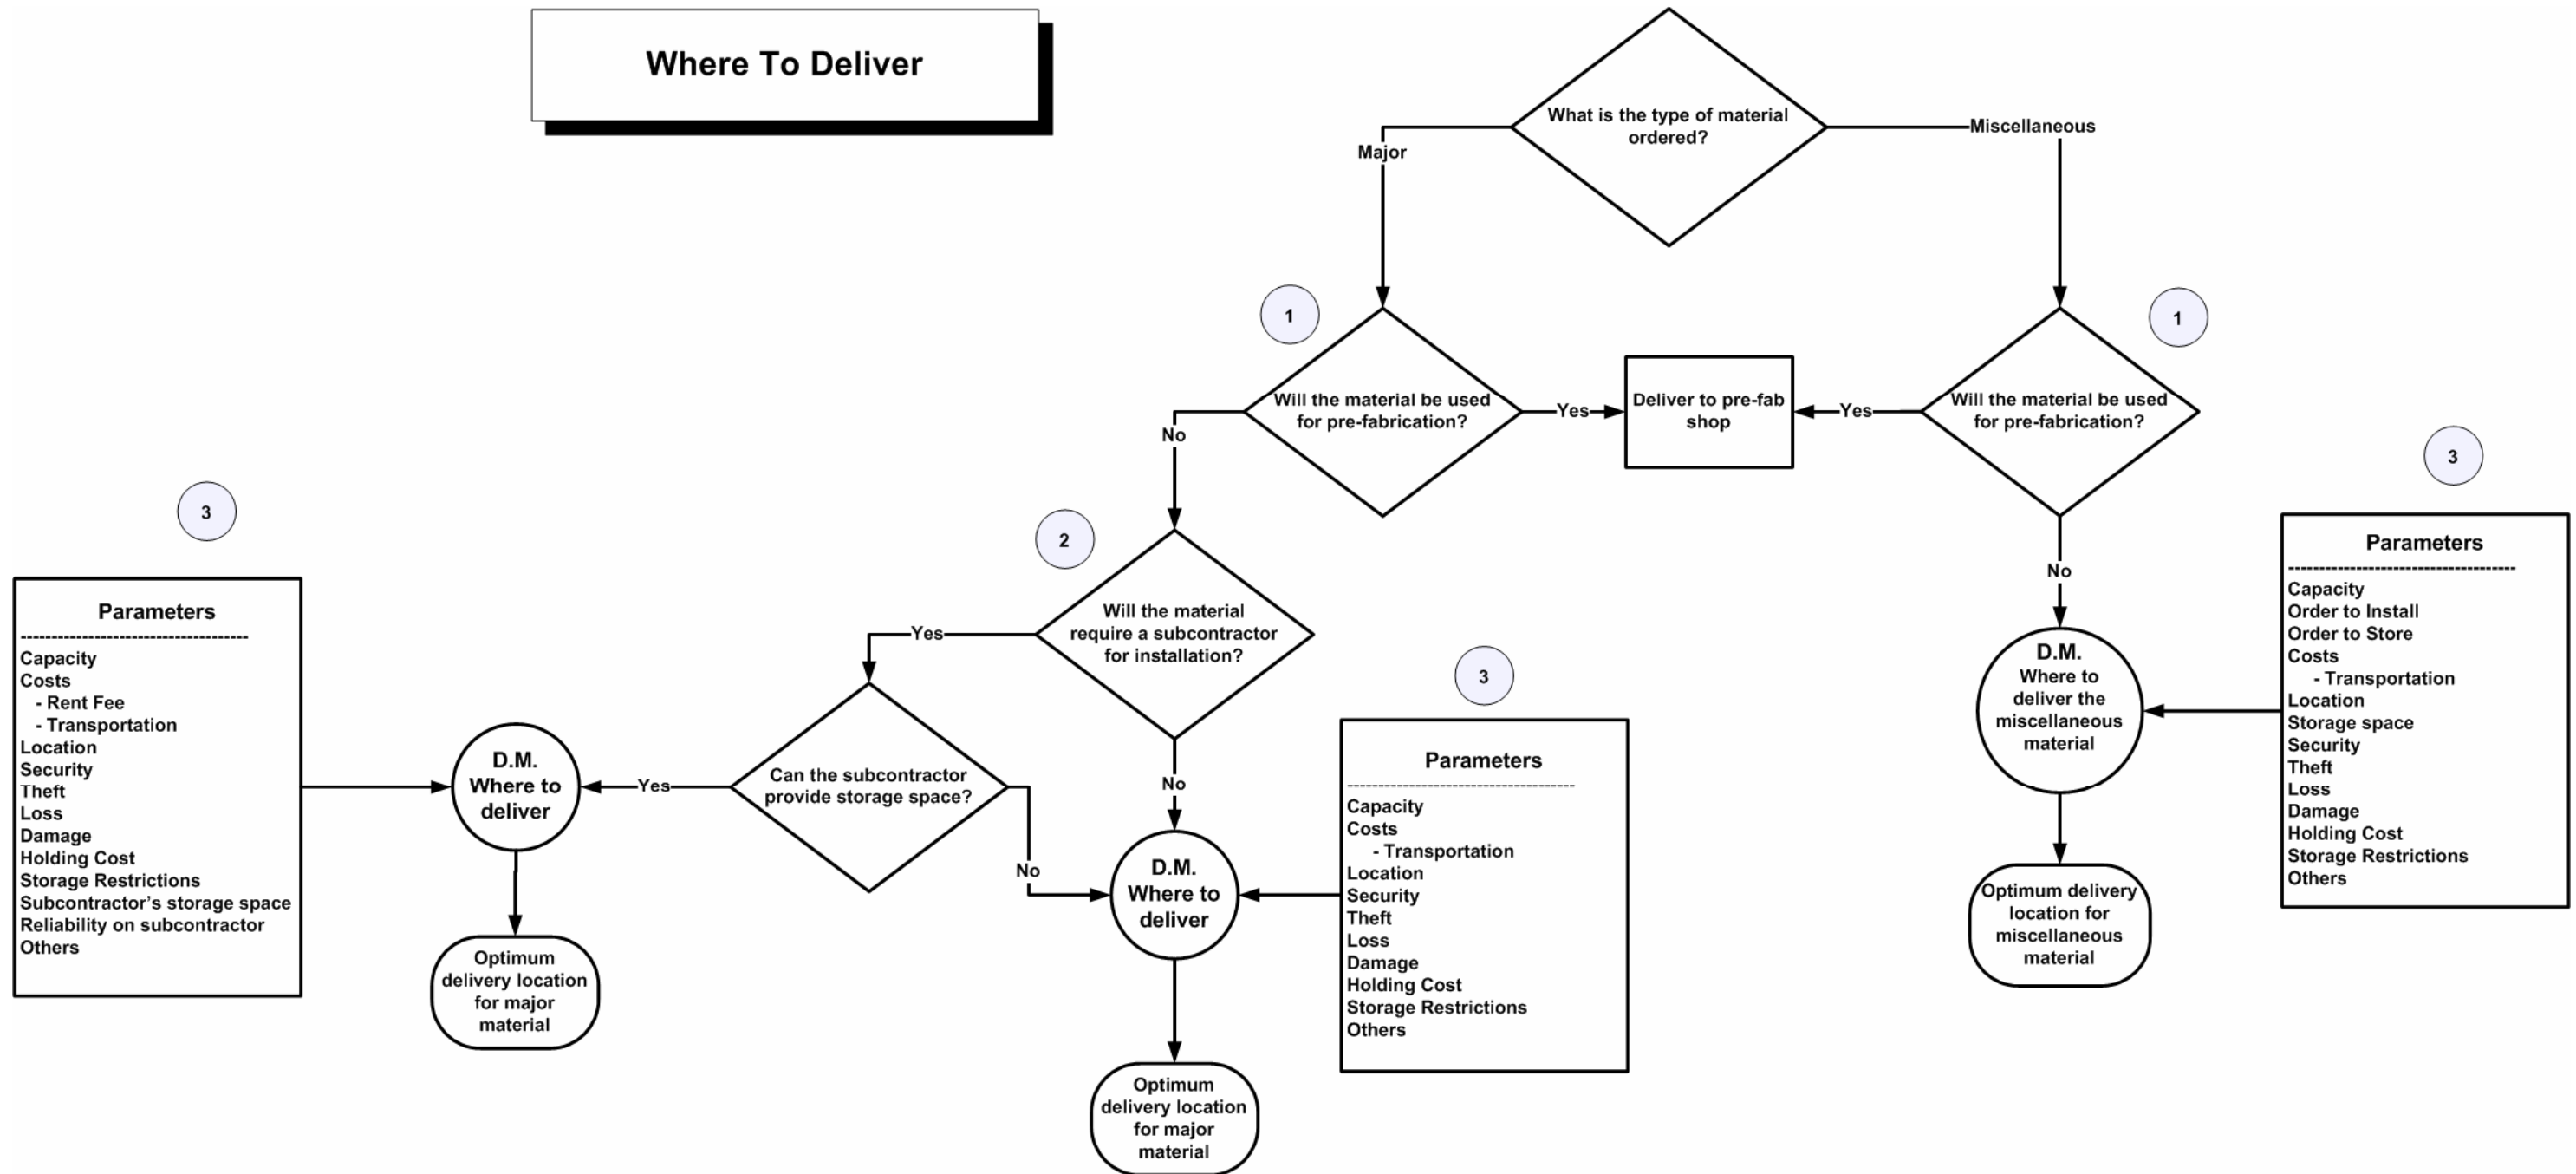 Where To Deliver
What is the type of material
ordered?
Major
Miscellaneous
1
1
Will the material be used
for pre-fabrication?
Yes
Deliver to pre-fab
shop
Yes
Will the material be used
for pre-fabrication?
No
No
3
2
3
3
Parameters
-------------------------------------
Capacity
Costs
- Rent Fee
- Transportation
Location
Security
Theft
Loss
Damage
Holding Cost
Storage Restrictions
Subcontractor's storage space
Reliability on subcontractor
Others
D.M.
Where to
deliver
Optimum
delivery location
for major
material
Yes
Can the subcontractor
provide storage space?
Yes
Will the material
require a subcontractor
for installation?
No
No
D.M.
Where to
deliver
Optimum
delivery location
for major
material
Parameters
-------------------------------------
Capacity
Costs
- Transportation
Location
Security
Theft
Loss
Damage
Holding Cost
Storage Restrictions
Others
D.M.
Where to
deliver the
miscellaneous
material
Optimum delivery
location for
miscellaneous
material
Parameters
-------------------------------------
Capacity
Order to Install
Order to Store
Costs
- Transportation
Location
Storage space
Security
Theft
Loss
Damage
Holding Cost
Storage Restrictions
Others